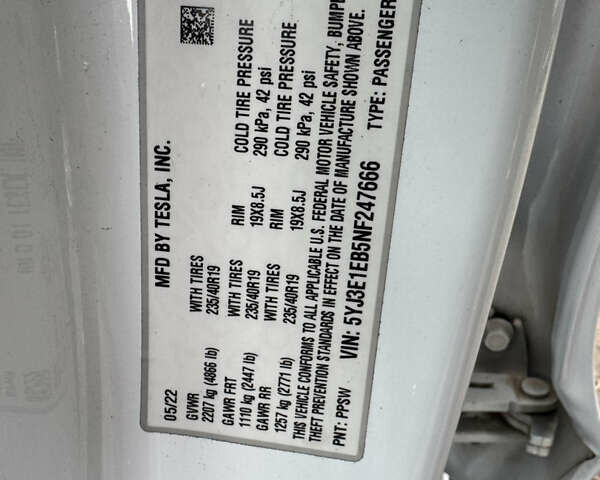 MFD BY TESLA, INC.
05/22
GVWR
2207 kg (4866 lb)
GAWR FRT
1110 kg (2447 lb)
WITH TIRES
235/40R19
RIM
19X8.5J
COLD TIRE PRESSURE
290 kPa, 42 psi
GAWR RR
1257 kg (2771 lb)
WITH TIRES
235/40R19
WITH TIRES
235/40R19
RIM
19X8.5J
COLD TIRE PRESSURE
290 kPa, 42 psi
THIS VEHICLE CONFORMS TO ALL APPLICABLE U.S. FEDERAL MOTOR VEHICLE SAFETY,
THEFT PREVENTION STANDARDS IN EFFECT ON THE DATE OF MANUFACTURE SHOWN ABOVE.
PNT: PPSW VIN: 5YJ3E1EB5NF247666 TYPE: PASSENGER